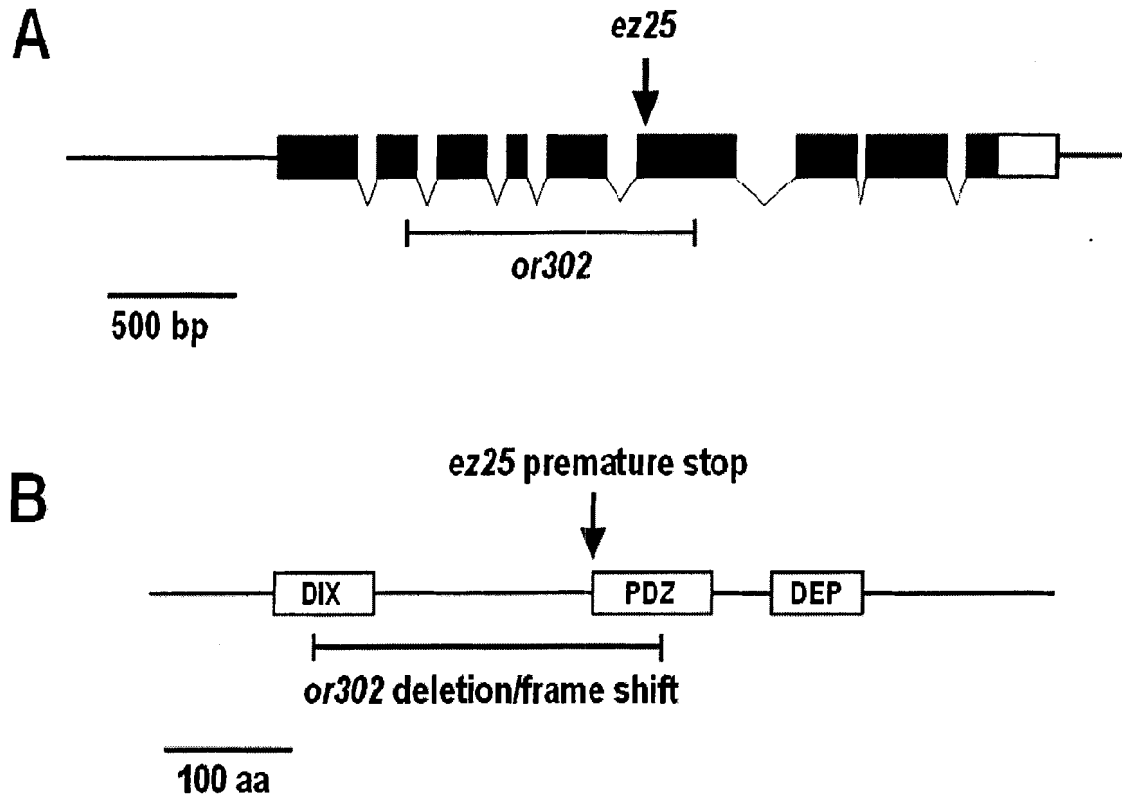 A
ez25
or302
500 bp
B
ez25 premature stop
DIX
PDZ
DEP
or302 deletion/frame shift
100 aa